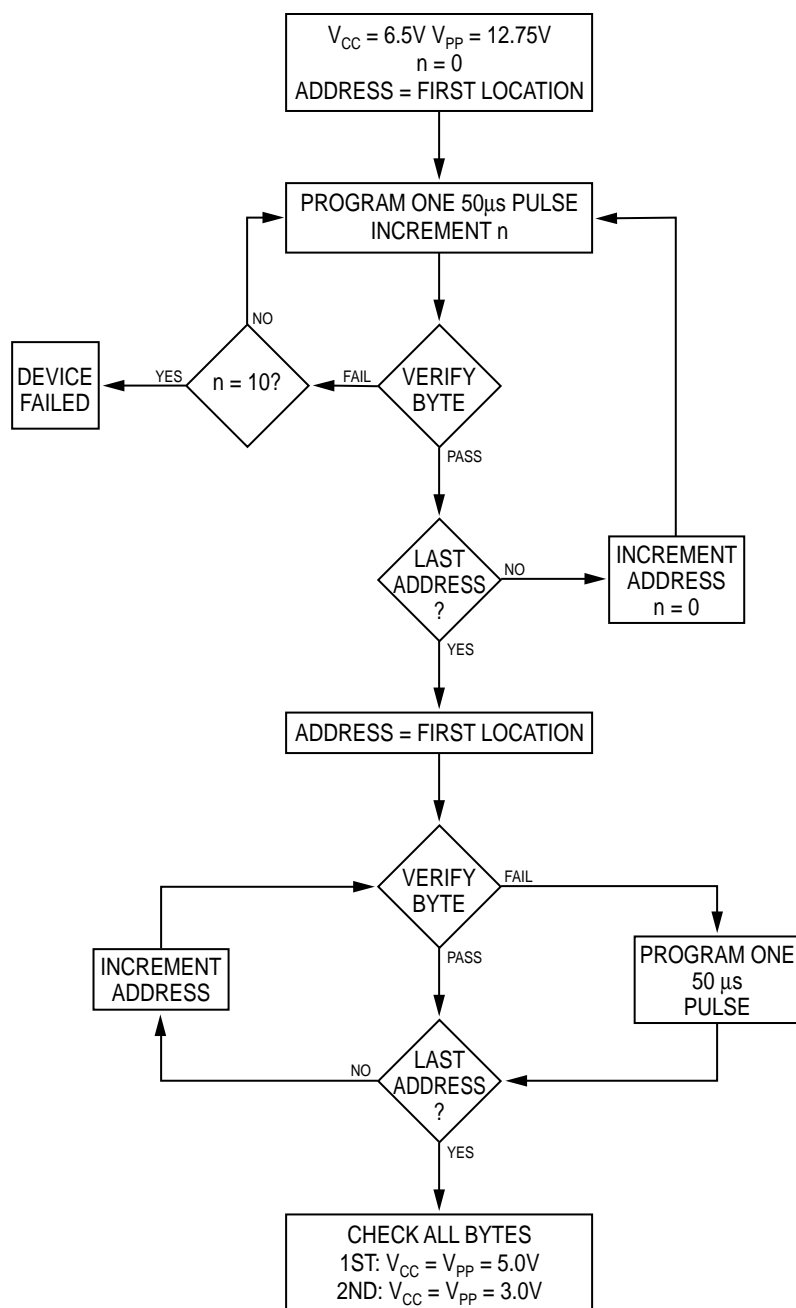 V_CC = 6.5V V_PP = 12.75V
n = 0
ADDRESS = FIRST LOCATION
PROGRAM ONE 50μs PULSE
INCREMENT n
NO
DEVICE
FAILED
YES
n = 10?
FAIL
VERIFY
BYTE
PASS
LAST
ADDRESS
?
NO
INCREMENT
ADDRESS
n = 0
YES
ADDRESS = FIRST LOCATION
VERIFY
BYTE
FAIL
PASS
INCREMENT
ADDRESS
PROGRAM ONE
50 μs
PULSE
NO
LAST
ADDRESS
?
YES
CHECK ALL BYTES
1ST: V_CC = V_PP = 5.0V
2ND: V_CC = V_PP = 3.0V